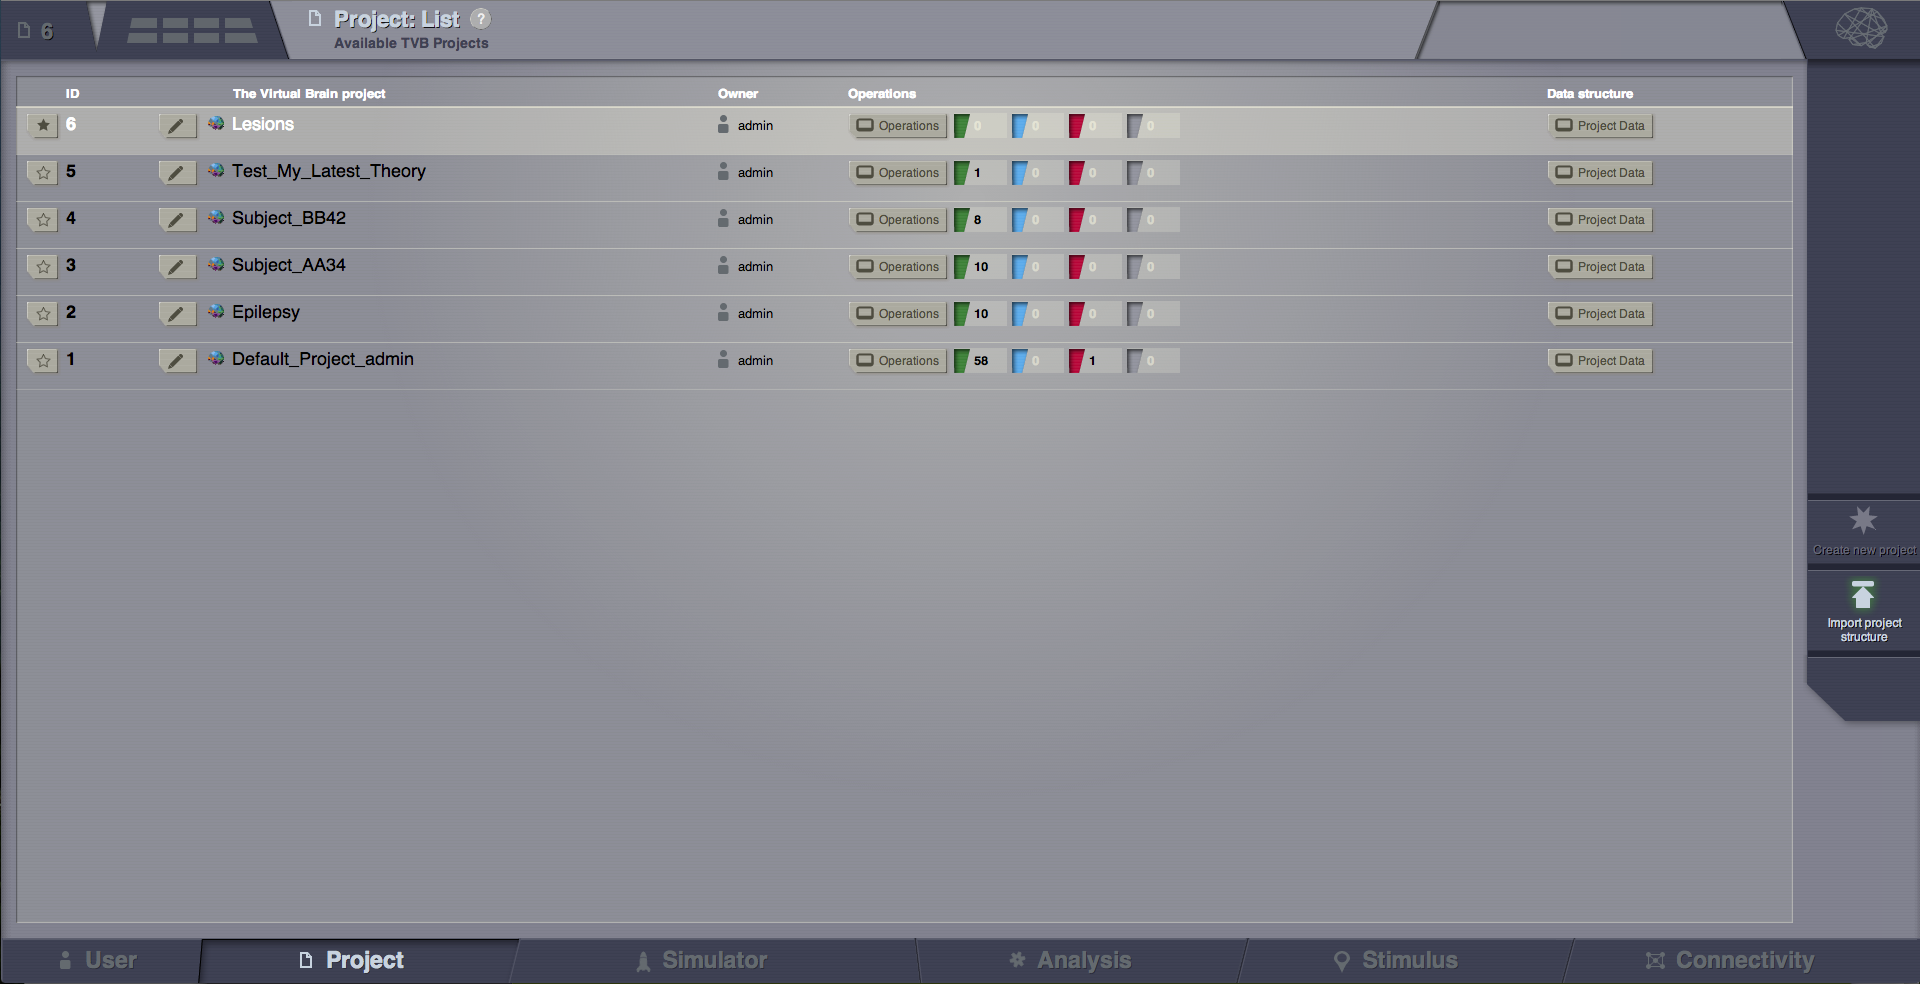 6
Project: List ?
Available TVB Projects
ID The Virtual Brain project Owner Operations Data structure
6 Lesions admin Operations 0 0 0 0 Project Data
5 Test_My_Latest_Theory admin Operations 1 0 0 0 Project Data
4 Subject_BB42 admin Operations 8 0 0 0 Project Data
3 Subject_AA34 admin Operations 10 0 0 0 Project Data
2 Epilepsy admin Operations 10 0 0 0 Project Data
1 Default_Project_admin admin Operations 58 0 1 0 Project Data
Create new project
Import project
structure
User Project Simulator Analysis Stimulus Connectivity